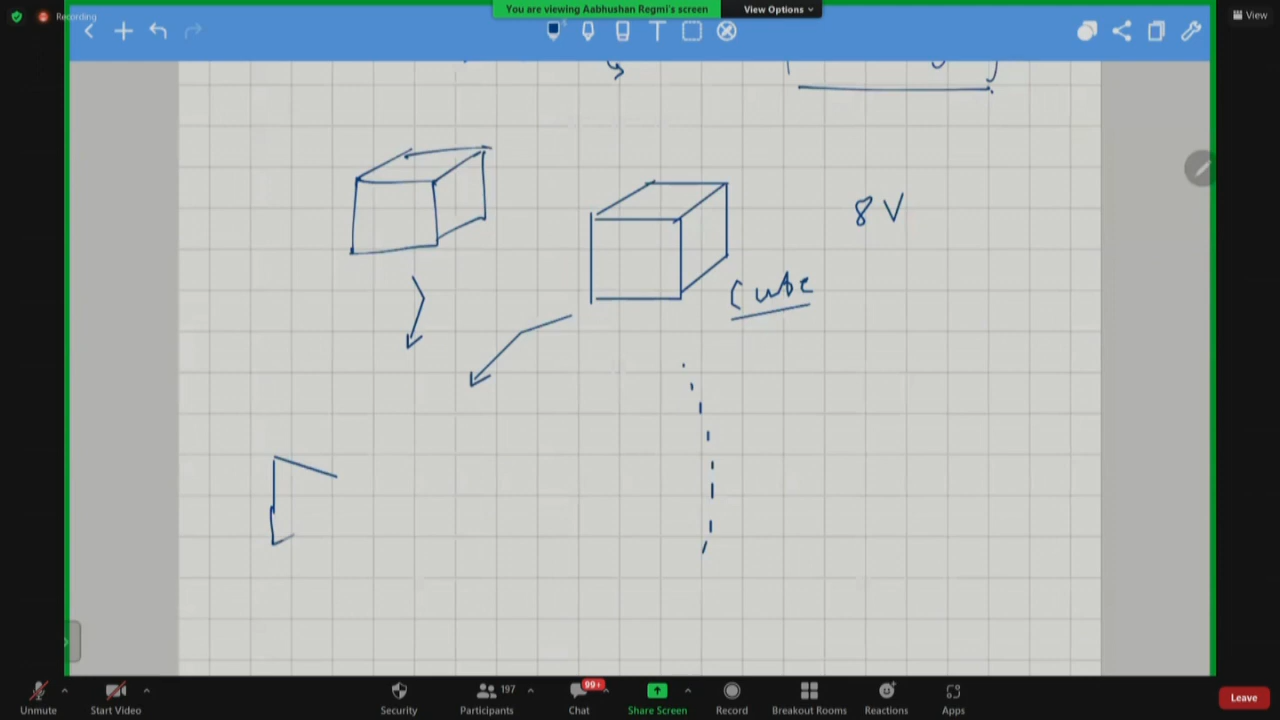 Recording
You are viewing Aabhushan Regmi's screen
View Options
View
8 V
Cube
Unmute
Start Video
Security
Participants
197
Chat
99+
Share Screen
Record
Breakout Rooms
Reactions
Apps
Leave